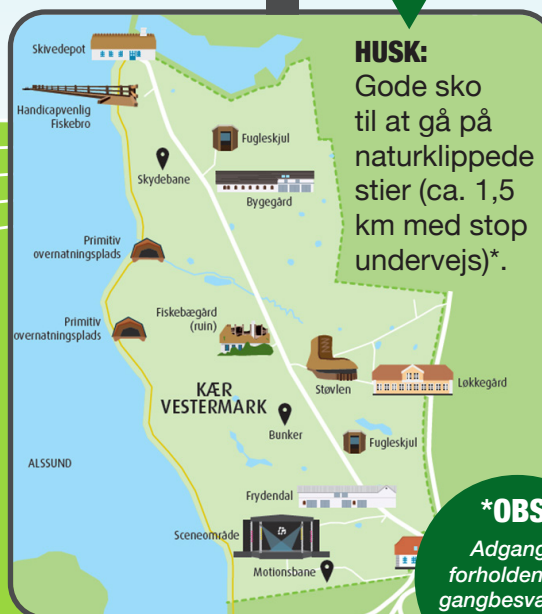 HUSK:
Gode sko
til at gå på
naturklippede
stier (ca. 1,5
km med stop
undervejs)*.
Skivedepot
Handicapvenlig
Fiskebro
Fugleskjul
Skydebane
Bygegård
Primitiv
overnatningsplads
Fiskebægård
(ruin)
Primitiv
overnatningsplads
Støvlen
Løkkegård
KÆR
VESTERMARK
Bunker
Fugleskjul
ALSSUND
Frydendal
Sceneområde
Motionsbane
*OBS
Adgang
forholden
gangbesvæ